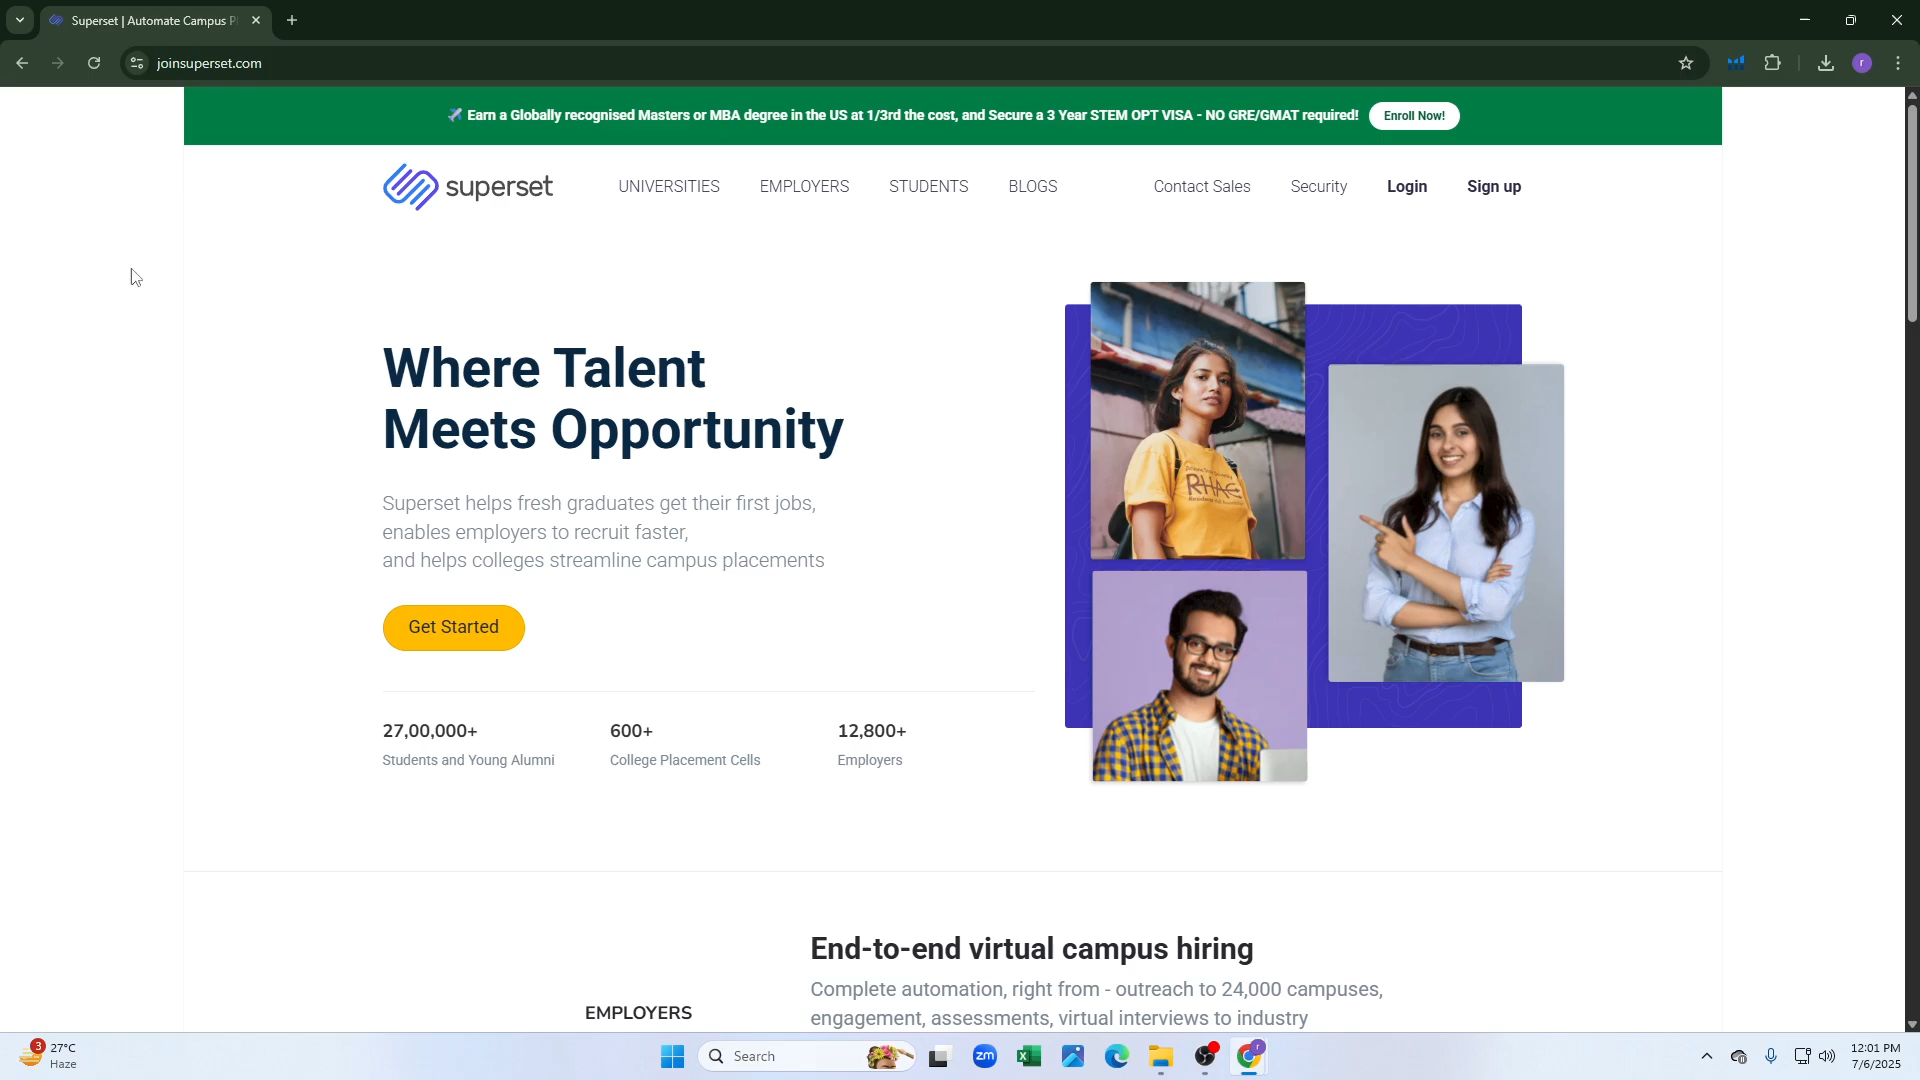 Superset | Automate Campus P
joinsuperset.com
r
Earn a Globally recognised Masters or MBA degree in the US at 1/3rd the cost, and Secure a 3 Year STEM OPT VISA - NO GRE/GMAT required! Enroll Now!
superset UNIVERSITIES EMPLOYERS STUDENTS BLOGS Contact Sales Security Login Sign up
Where Talent
Meets Opportunity
Superset helps fresh graduates get their first jobs,
enables employers to recruit faster,
and helps colleges streamline campus placements
Get Started
RHAC
27,00,000+ 600+ 12,800+
Students and Young Alumni College Placement Cells Employers
End-to-end virtual campus hiring
Complete automation, right from - outreach to 24,000 campuses,
EMPLOYERS
engagement, assessments, virtual interviews to industry
3 27°C
Haze
Search
zm
r
12:01 PM
7/6/2025